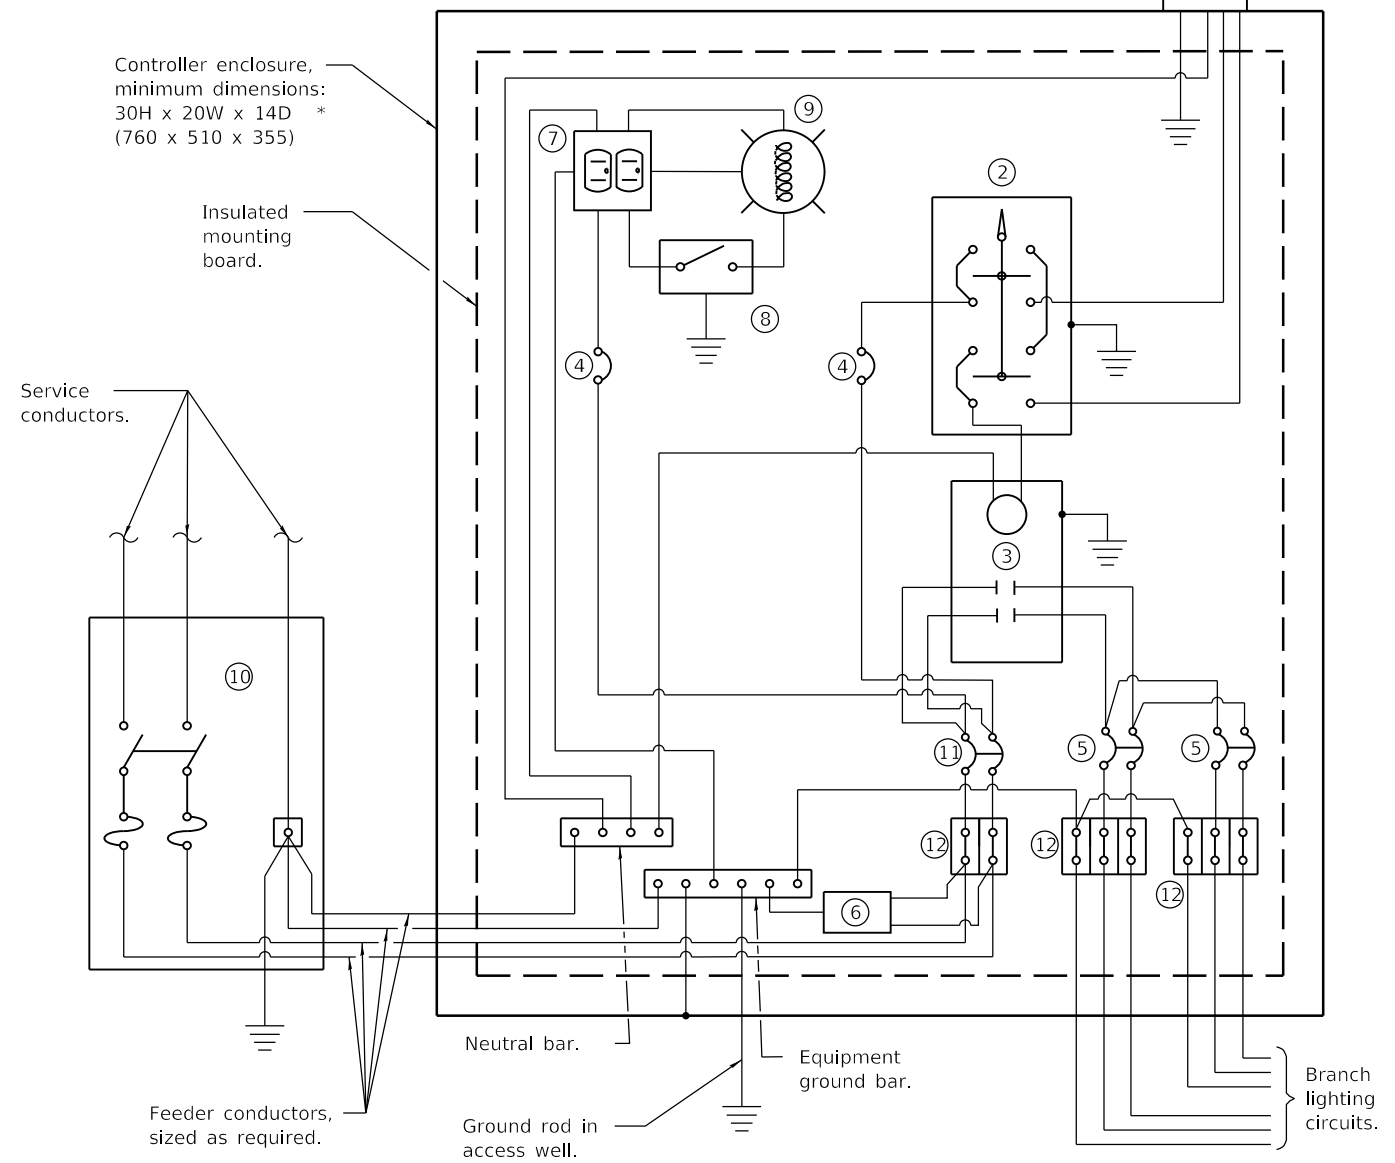 Controller enclosure,
minimum dimensions:
30H x 20W x 14D *
(760 x 510 x 355)
Insulated
mounting
board.
Service
conductors.
7
9
2
8
4
4
3
10
11
5
5
12
12
12
6
Neutral bar.
Equipment
ground bar.
Feeder conductors,
sized as required.
Ground rod in
access well.
Branch
lighting
circuits.